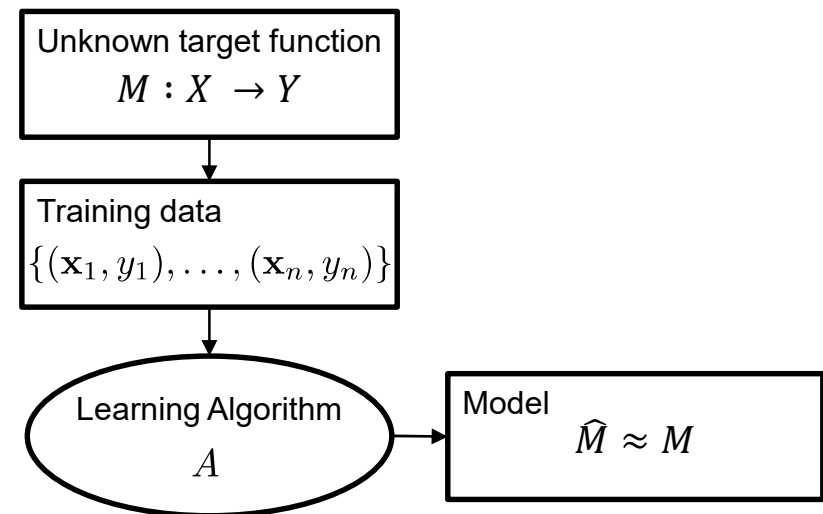 Unknown target function
M : X → Y
Training data
{(x₁, y₁), . . . , (xₙ, yₙ)}
Learning Algorithm
A
Model
M̂ ≈ M